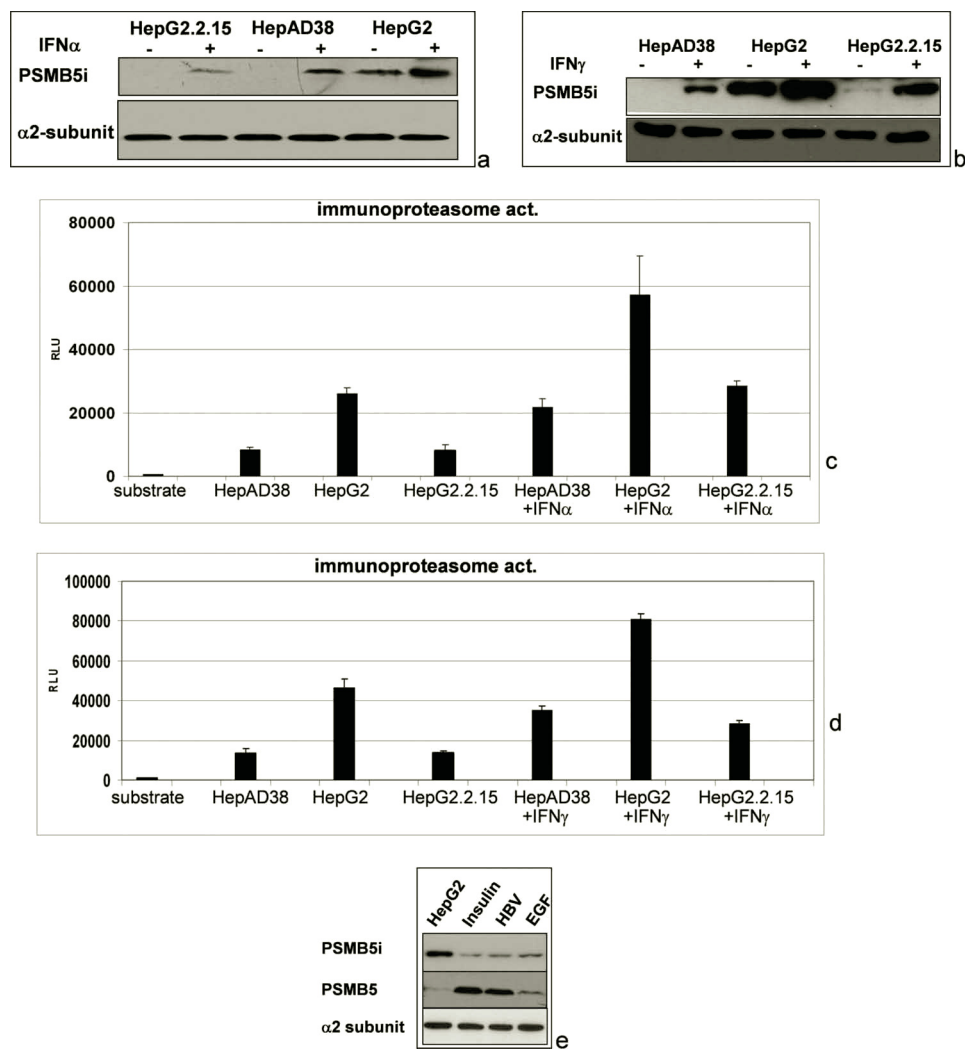 HepG2.2.15 HepAD38 HepG2
IFNα - + - + - +
PSMB5i
α2-subunit
a
HepAD38 HepG2 HepG2.2.15
IFNγ - + - + - +
PSMB5i
α2-subunit
b
immunoproteasome act.
80000
60000
40000
20000
0
RLU
substrate HepAD38 HepG2 HepG2.2.15 HepAD38 HepG2 HepG2.2.15
+IFNα +IFNα +IFNα
c
immunoproteasome act.
100000
80000
60000
40000
20000
0
RLU
substrate HepAD38 HepG2 HepG2.2.15 HepAD38 HepG2 HepG2.2.15
+IFNγ +IFNγ +IFNγ
d
HepG2 Insulin HBV EGF
PSMB5i
PSMB5
α2 subunit
e